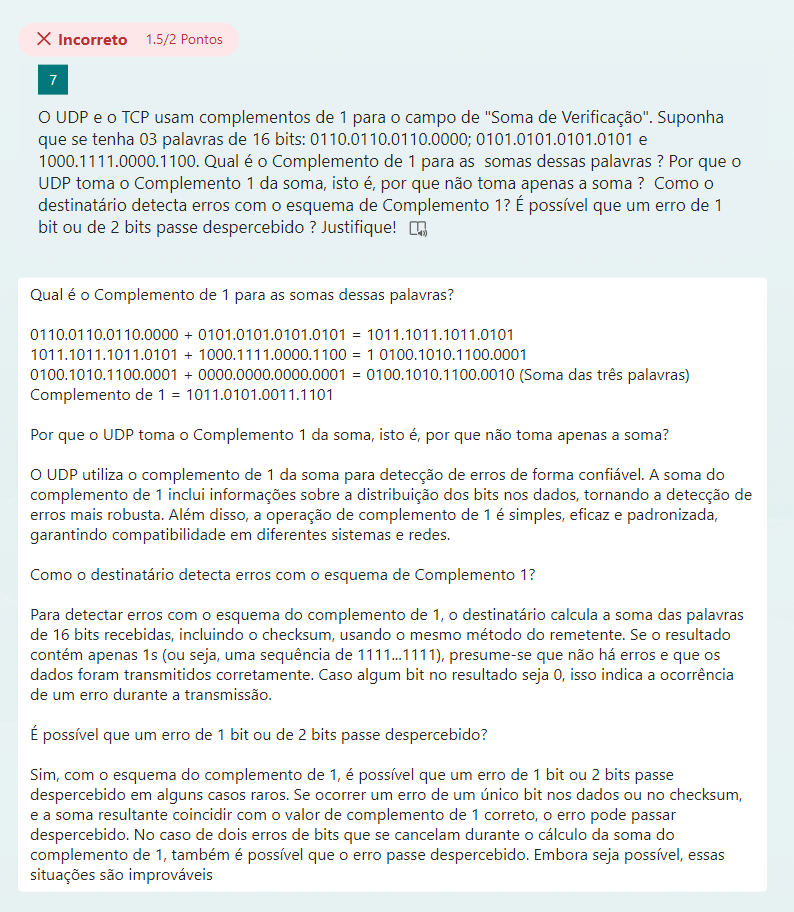 Incorreto 1.5/2 Pontos
7
O UDP e o TCP usam complementos de 1 para o campo de "Soma de Verificação". Suponha
que se tenha 03 palavras de 16 bits: 0110.0110.0110.0000; 0101.0101.0101.0101 e
1000.1111.0000.1100. Qual é o Complemento de 1 para as somas dessas palavras ? Por que o
UDP toma o Complemento 1 da soma, isto é, por que não toma apenas a soma ? Como o
destinatário detecta erros com o esquema de Complemento 1? É possível que um erro de 1
bit ou de 2 bits passe despercebido ? Justifique!
Qual é o Complemento de 1 para as somas dessas palavras?
0110.0110.0110.0000 + 0101.0101.0101.0101 = 1011.1011.1011.0101
1011.1011.1011.0101 + 1000.1111.0000.1100 = 1 0100.1010.1100.0001
0100.1010.1100.0001 + 0000.0000.0000.0001 = 0100.1010.1100.0010 (Soma das três palavras)
Complemento de 1 = 1011.0101.0011.1101
Por que o UDP toma o Complemento 1 da soma, isto é, por que não toma apenas a soma?
O UDP utiliza o complemento de 1 da soma para detecção de erros de forma confiável. A soma do
complemento de 1 inclui informações sobre a distribuição dos bits nos dados, tornando a detecção de
erros mais robusta. Além disso, a operação de complemento de 1 é simples, eficaz e padronizada,
garantindo compatibilidade em diferentes sistemas e redes.
Como o destinatário detecta erros com o esquema de Complemento 1?
Para detectar erros com o esquema do complemento de 1, o destinatário calcula a soma das palavras
de 16 bits recebidas, incluindo o checksum, usando o mesmo método do remetente. Se o resultado
contém apenas 1s (ou seja, uma sequência de 1111...1111), presume-se que não há erros e que os
dados foram transmitidos corretamente. Caso algum bit no resultado seja 0, isso indica a ocorrência
de um erro durante a transmissão.
É possível que um erro de 1 bit ou de 2 bits passe despercebido?
Sim, com o esquema do complemento de 1, é possível que um erro de 1 bit ou 2 bits passe
despercebido em alguns casos raros. Se ocorrer um erro de um único bit nos dados ou no checksum,
e a soma resultante coincidir com o valor de complemento de 1 correto, o erro pode passar
despercebido. No caso de dois erros de bits que se cancelam durante o cálculo da soma do
complemento de 1, também é possível que o erro passe despercebido. Embora seja possível, essas
situações são improváveis